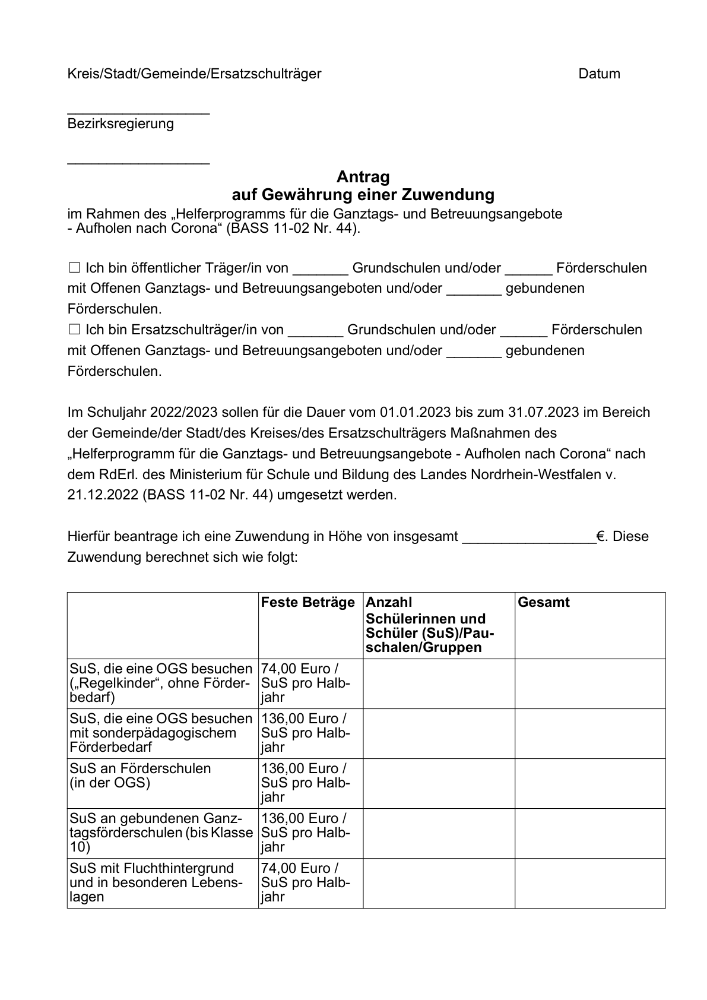 Kreis/Stadt/Gemeinde/Ersatzschulträger Datum
__________________
Bezirksregierung
__________________
Antrag
auf Gewährung einer Zuwendung
im Rahmen des „Helferprogramms für die Ganztags- und Betreuungsangebote
- Aufholen nach Corona“ (BASS 11-02 Nr. 44).
☐ Ich bin öffentlicher Träger/in von _______ Grundschulen und/oder ______ Förderschulen
mit Offenen Ganztags- und Betreuungsangeboten und/oder _______ gebundenen
Förderschulen.
☐ Ich bin Ersatzschulträger/in von _______ Grundschulen und/oder ______ Förderschulen
mit Offenen Ganztags- und Betreuungsangeboten und/oder _______ gebundenen
Förderschulen.
Im Schuljahr 2022/2023 sollen für die Dauer vom 01.01.2023 bis zum 31.07.2023 im Bereich
der Gemeinde/der Stadt/des Kreises/des Ersatzschulträgers Maßnahmen des
„Helferprogramm für die Ganztags- und Betreuungsangebote - Aufholen nach Corona“ nach
dem RdErl. des Ministerium für Schule und Bildung des Landes Nordrhein-Westfalen v.
21.12.2022 (BASS 11-02 Nr. 44) umgesetzt werden.
Hierfür beantrage ich eine Zuwendung in Höhe von insgesamt _________________€. Diese
Zuwendung berechnet sich wie folgt:
Feste Beträge
Anzahl
Schülerinnen und
Schüler (SuS)/Pau-
schalen/Gruppen
Gesamt
SuS, die eine OGS besuchen
(„Regelkinder“, ohne Förder-
bedarf)
74,00 Euro /
SuS pro Halb-
jahr
SuS, die eine OGS besuchen
mit sonderpädagogischem
Förderbedarf
136,00 Euro /
SuS pro Halb-
jahr
SuS an Förderschulen
(in der OGS)
136,00 Euro /
SuS pro Halb-
jahr
SuS an gebundenen Ganz-
tagsförderschulen (bis Klasse
10)
136,00 Euro /
SuS pro Halb-
jahr
SuS mit Fluchthintergrund
und in besonderen Lebens-
lagen
74,00 Euro /
SuS pro Halb-
jahr